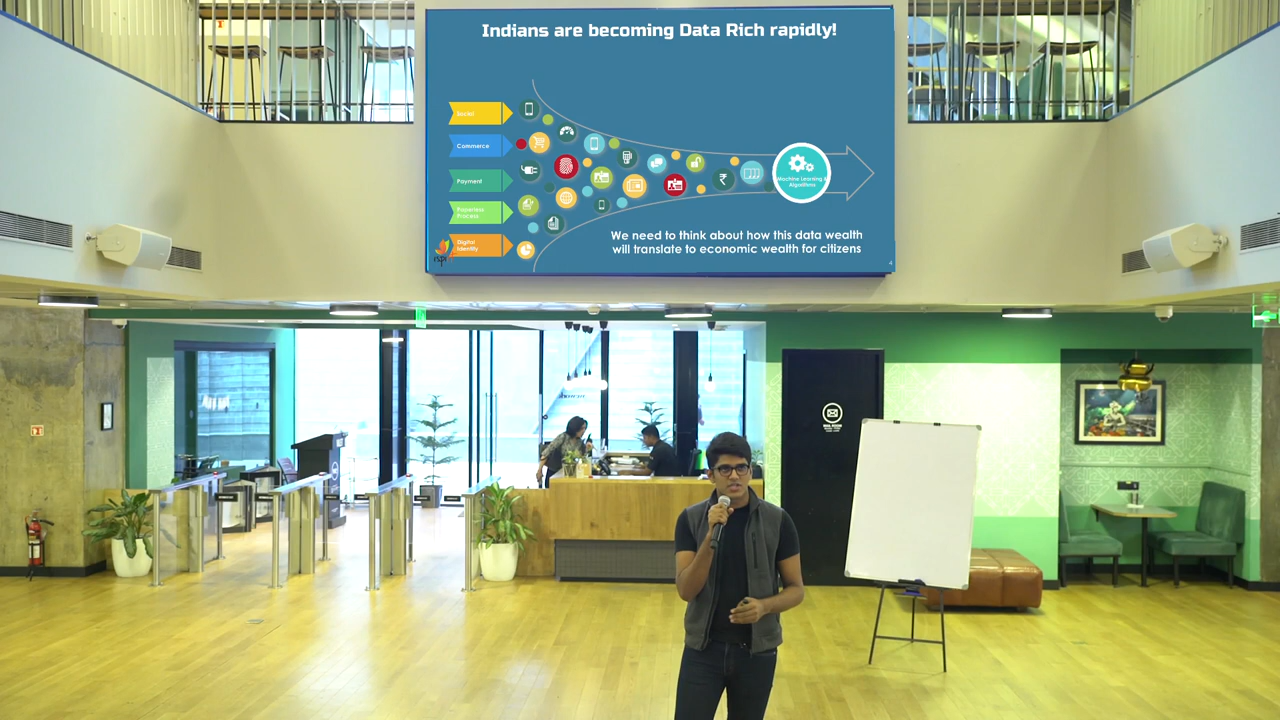 Indians are becoming Data Rich rapidly!
Social
Commerce
Payment
Paperless
Process
Digital
Identity
Machine Learning &
Algorithms
We need to think about how this data wealth
will translate to economic wealth for citizens
4